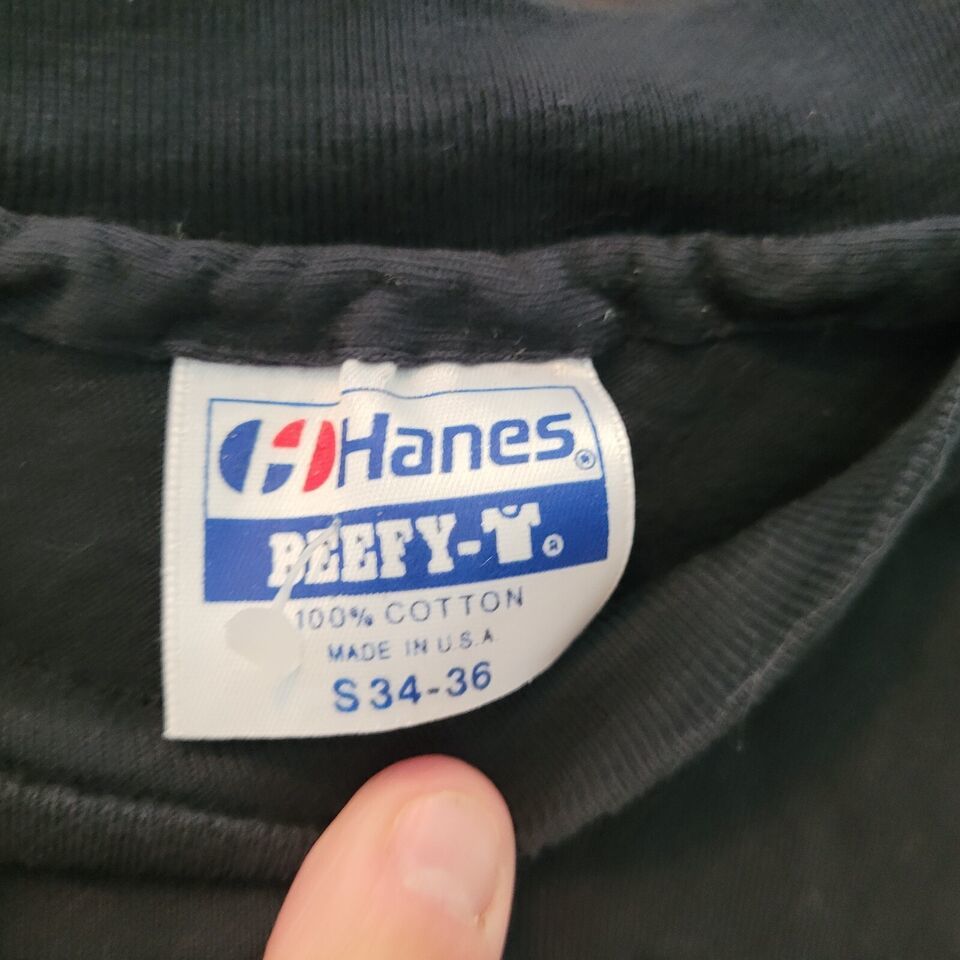 Hanes®
BEEFY-T®
100% COTTON
MADE IN U.S.A.
S 34-36